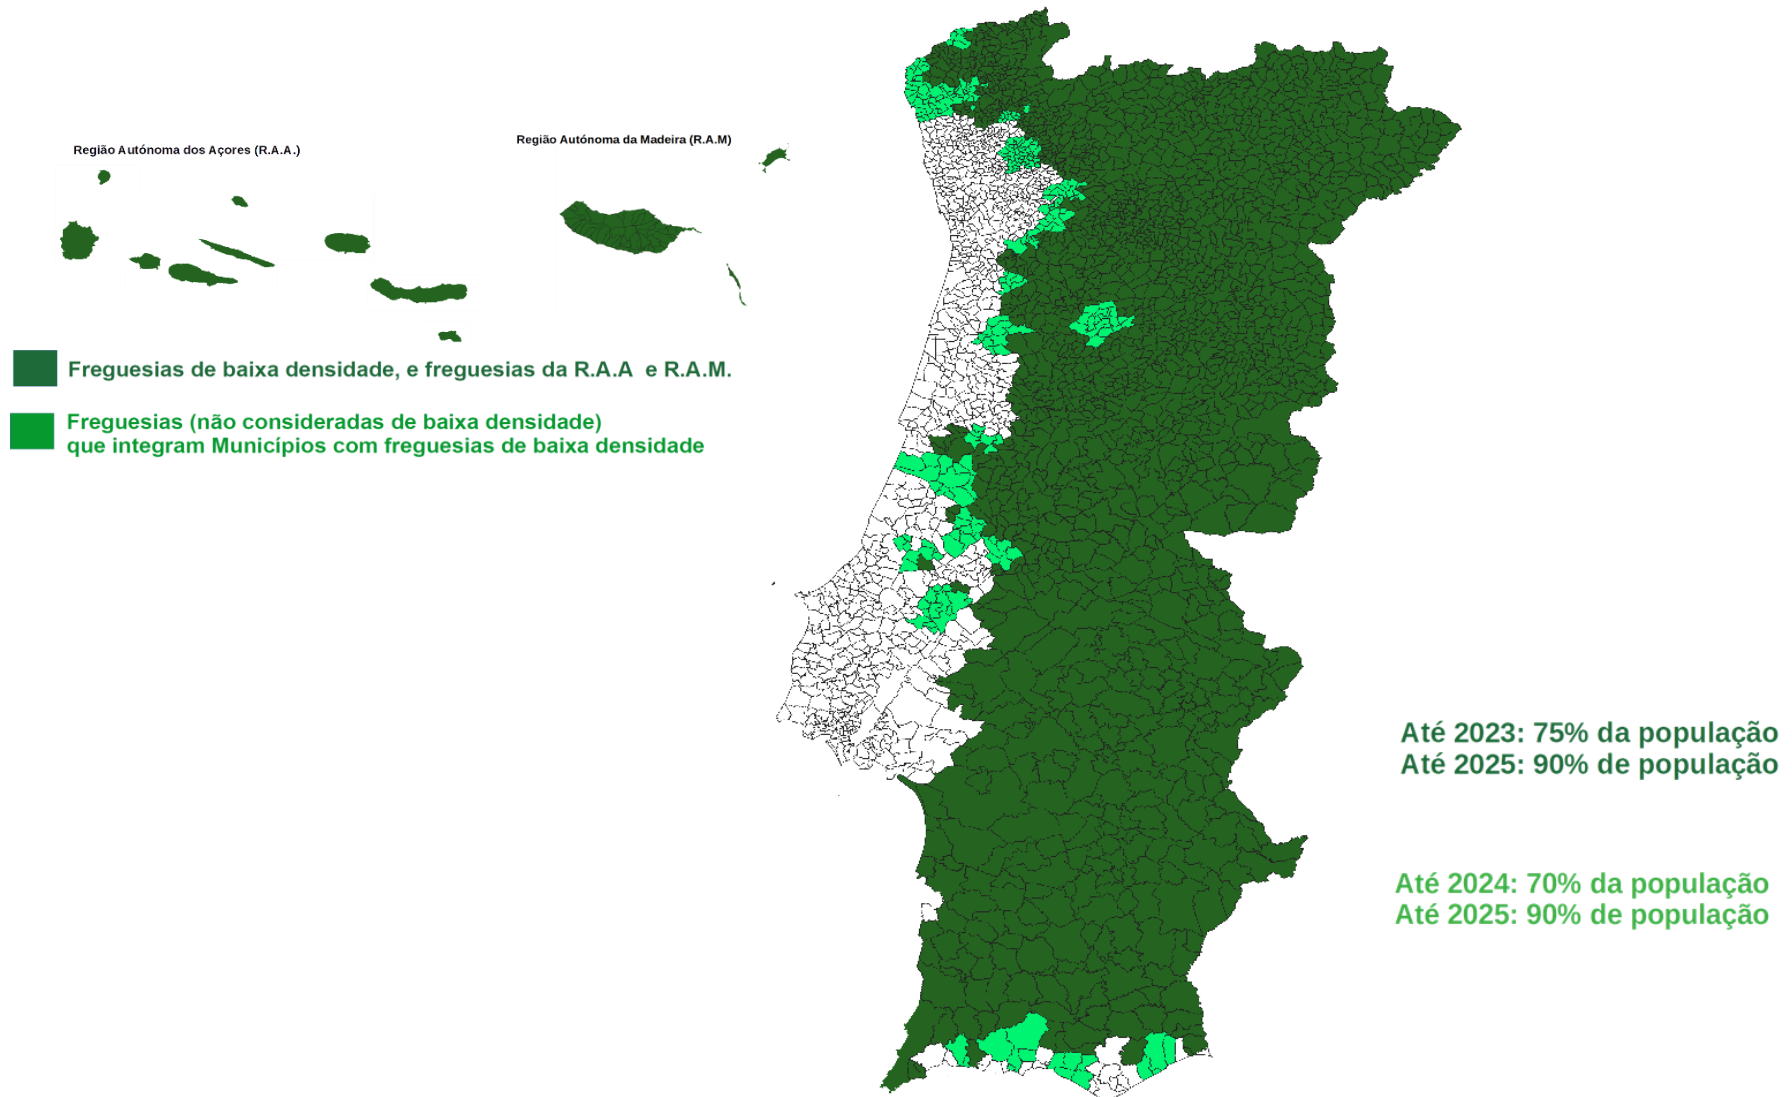 Região Autónoma dos Açores (R.A.A.)
Região Autónoma da Madeira (R.A.M)
Freguesias de baixa densidade, e freguesias da R.A.A e R.A.M.
Freguesias (não consideradas de baixa densidade)
que integram Municípios com freguesias de baixa densidade
Até 2023: 75% da população
Até 2025: 90% de população
Até 2024: 70% da população
Até 2025: 90% de população